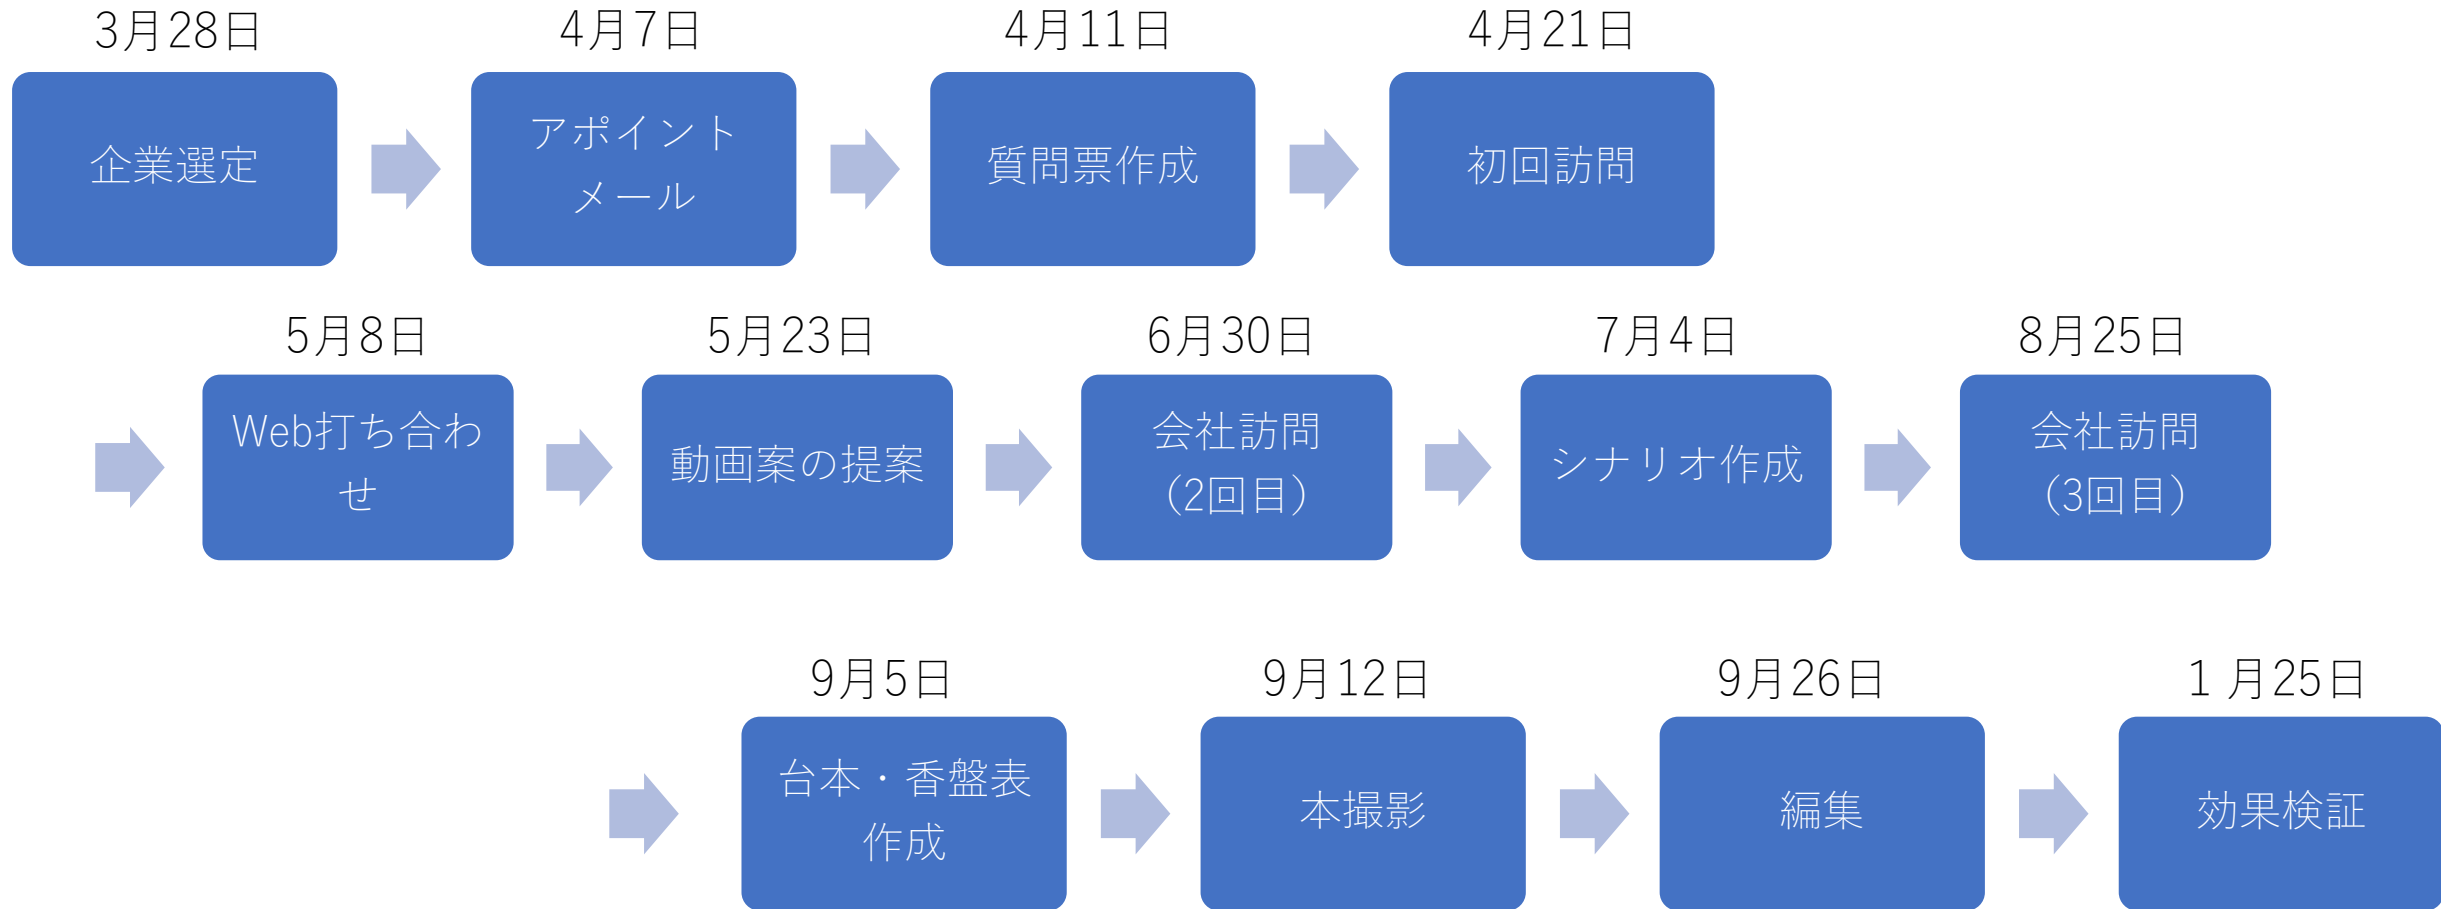 3月28日
4月7日
4月11日
4月21日
企業選定
アポイント
メール
質問票作成
初回訪問
5月8日
5月23日
6月30日
7月4日
8月25日
Web打ち合わ
せ
動画案の提案
会社訪問
（2回目）
シナリオ作成
会社訪問
（3回目）
9月5日
9月12日
9月26日
1 月25日
台本・香盤表
作成
本撮影
編集
効果検証